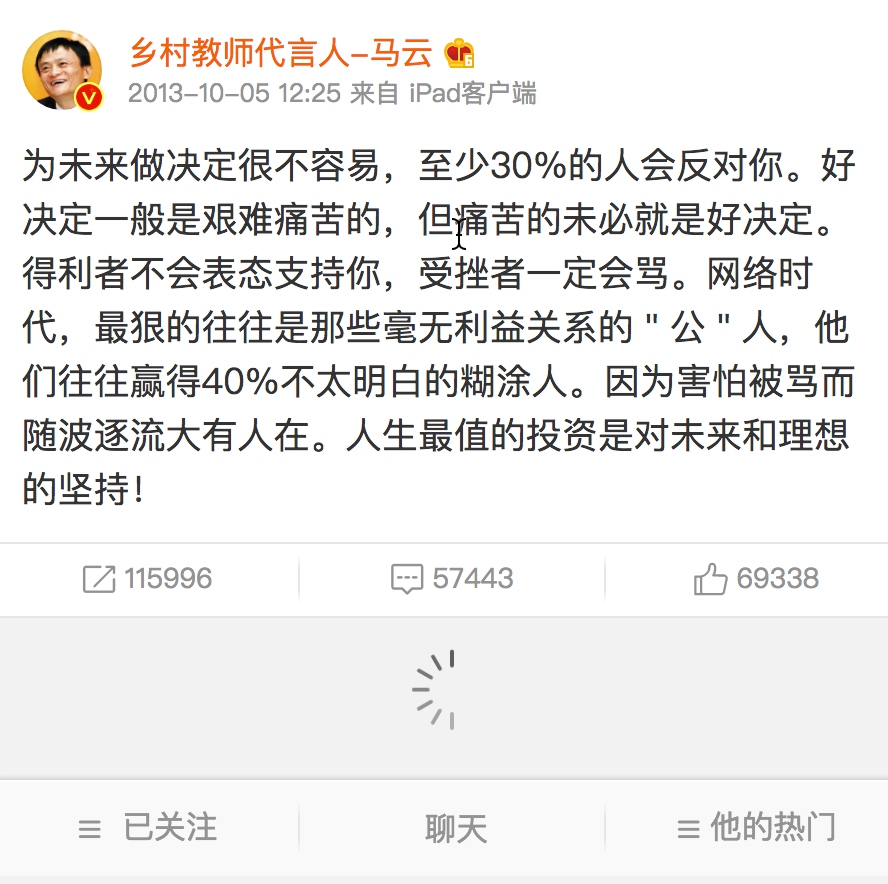 乡村教师代言人-马云 6
V
2013-10-05 12:25 来自 iPad客户端
为未来做决定很不容易，至少30%的人会反对你。好
决定一般是艰难痛苦的，但痛苦的未必就是好决定。
得利者不会表态支持你，受挫者一定会骂。网络时
代，最狠的往往是那些毫无利益关系的＂公＂人，他
们往往赢得40%不太明白的糊涂人。因为害怕被骂而
随波逐流大有人在。人生最值的投资是对未来和理想
的坚持！
115996 57443 69338
已关注 聊天 他的热门